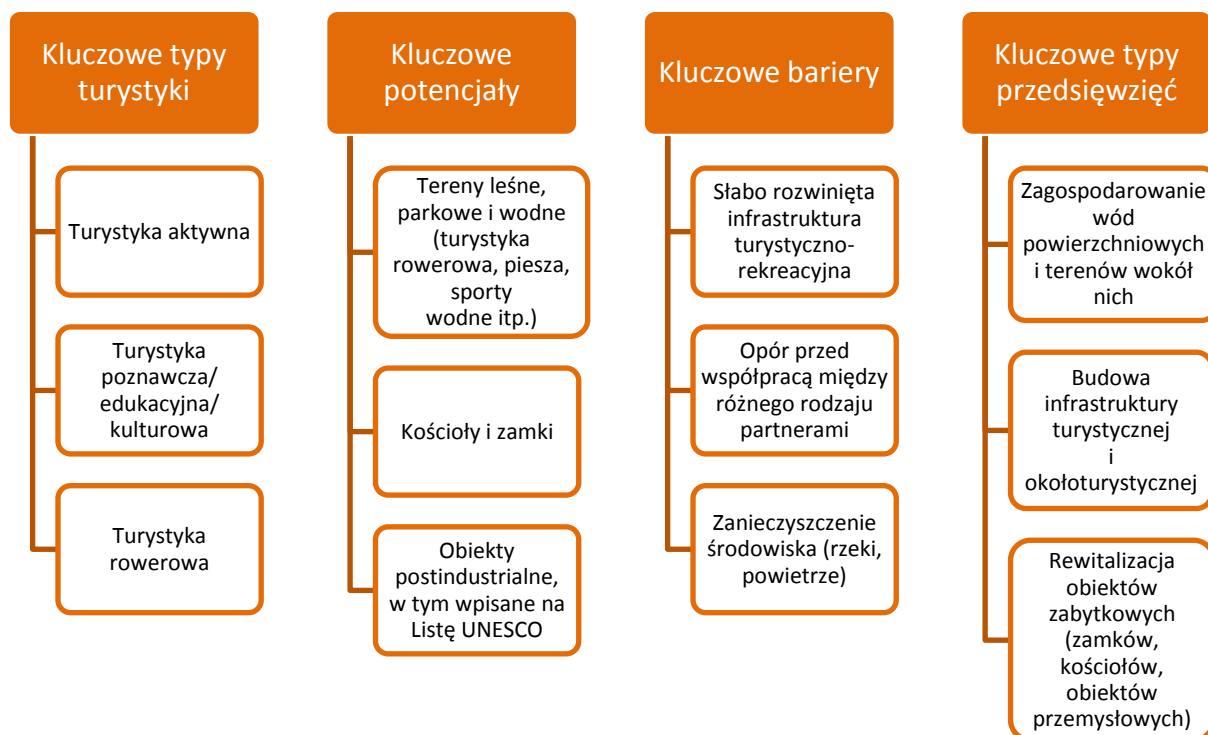 Kluczowe typy
turystyki
Turystyka aktywna
Turystyka
poznawcza/
edukacyjna/
kulturowa
Turystyka
rowerowa
Kluczowe
potencjały
Tereny leśne,
parkowe i wodne
(turystyka
rowerowa, piesza,
sporty
wodne itp.)
Kościoły i zamki
Obiekty
postindustrialne,
w tym wpisane na
Listę UNESCO
Kluczowe bariery
Słabo rozwinięta
infrastruktura
turystyczno-
rekreacyjna
Opór przed
współpracą między
różnego rodzaju
partnerami
Zanieczyszczenie
środowiska (rzeki,
powietrze)
Kluczowe typy
przedsięwzięć
Zagospodarowanie
wód
powierzchniowych
i terenów wokół
nich
Budowa
infrastruktury
turystycznej
i
okołoturystycznej
Rewitalizacja
obiektów
zabytkowych
(zamków,
kościołów,
obiektów
przemysłowych)